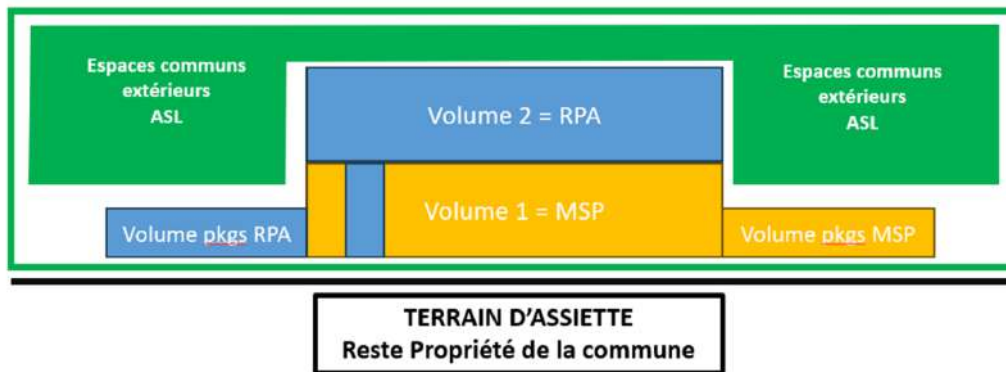 Espaces communs
extérieurs
ASL
Espaces communs
extérieurs
ASL
Volume 2 = RPA
Volume 1 = MSP
Volume pkgs RPA
Volume pkgs MSP
TERRAIN D'ASSIETTE
Reste Propriété de la commune